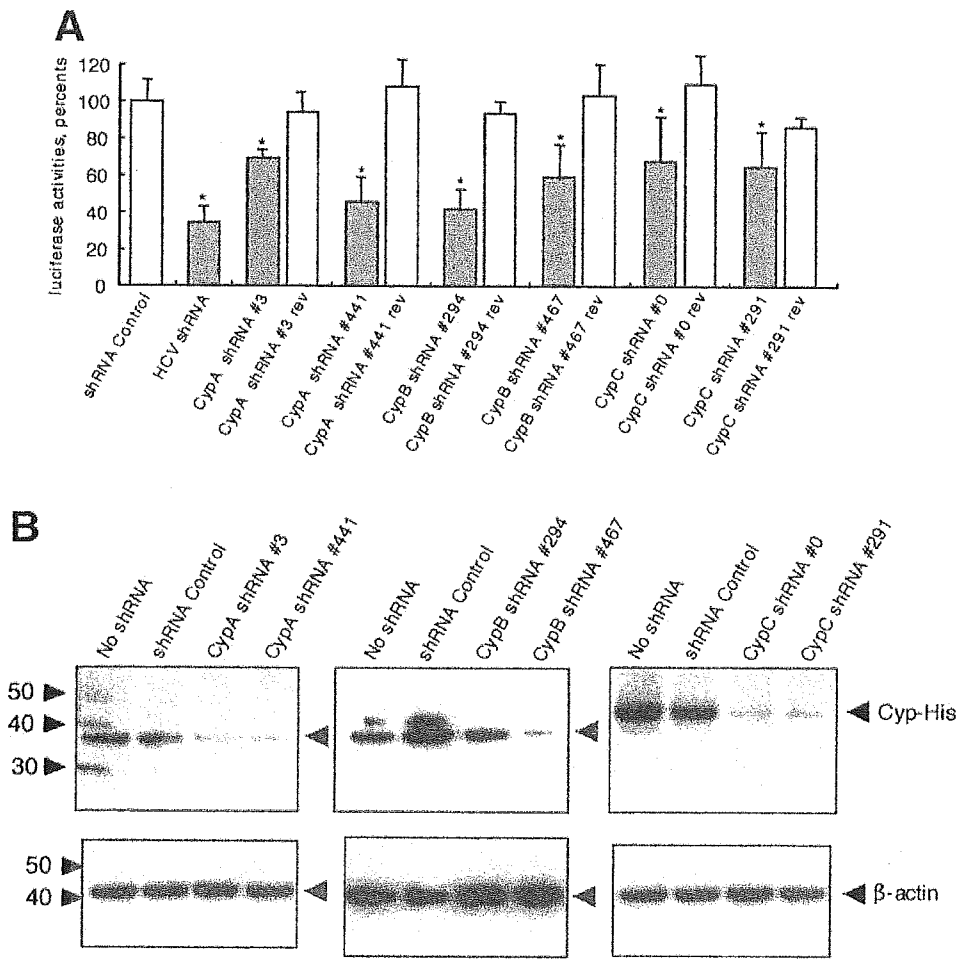 A
luciferase activities, percents
120
100
80
60
40
20
0
*
*
*
*
*
*
*
shRNA Control
HCV shRNA
CypA shRNA #3
CypA shRNA #3 rev
CypA shRNA #441
CypA shRNA #441 rev
CypB shRNA #294
CypB shRNA #294 rev
CypB shRNA #467
CypB shRNA #467 rev
CypC shRNA #0
CypC shRNA #0 rev
CypC shRNA #291
CypC shRNA #291 rev
B
No shRNA
shRNA Control
CypA shRNA #3
CypA shRNA #441
No shRNA
shRNA Control
CypB shRNA #294
CypB shRNA #467
No shRNA
shRNA Control
CypC shRNA #0
CypC shRNA #291
50
40
30
Cyp-His
50
40
β-actin